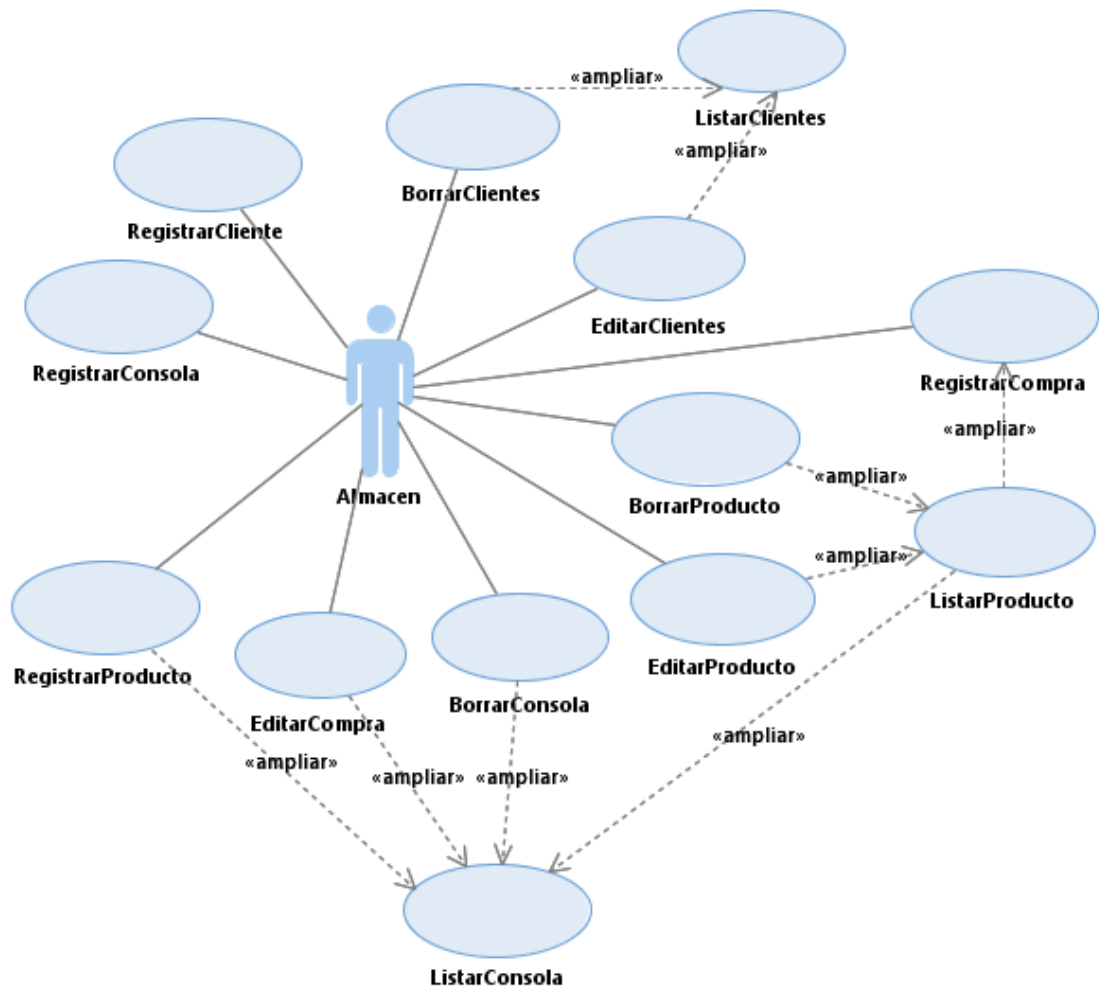 «ampliar»
ListarClientes
«ampliar»
BorrarClientes
RegistrarCliente
EditarClientes
RegistrarConsola
RegistrarCompra
«ampliar»
«ampliar»
Almacen
BorrarProducto
«ampliar»
ListarProducto
EditarProducto
RegistrarProducto
BorrarConsola
EditarCompra
«ampliar»
«ampliar»
«ampliar»
«ampliar»
ListarConsola